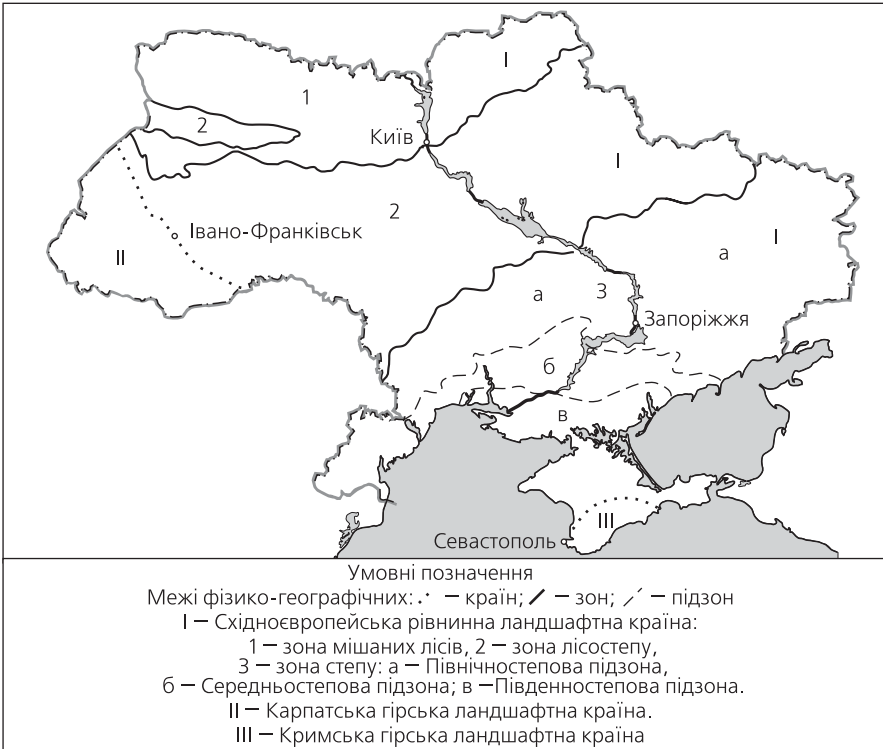 I
1
2
Київ
I
2
Івано-Франківськ
II
а
I
а
3
Запоріжжя
б
в
III
Севастополь
Умовні позначення
Межі фізико-географічних: – країн; – зон; – підзон
I – Східноєвропейська рівнинна ландшафтна країна:
1 – зона мішаних лісів, 2 – зона лісостепу,
3 – зона степу: а – Північностепова підзона,
б – Середньостепова підзона; в –Південностепова підзона.
II – Карпатська гірська ландшафтна країна.
III – Кримська гірська ландшафтна країна